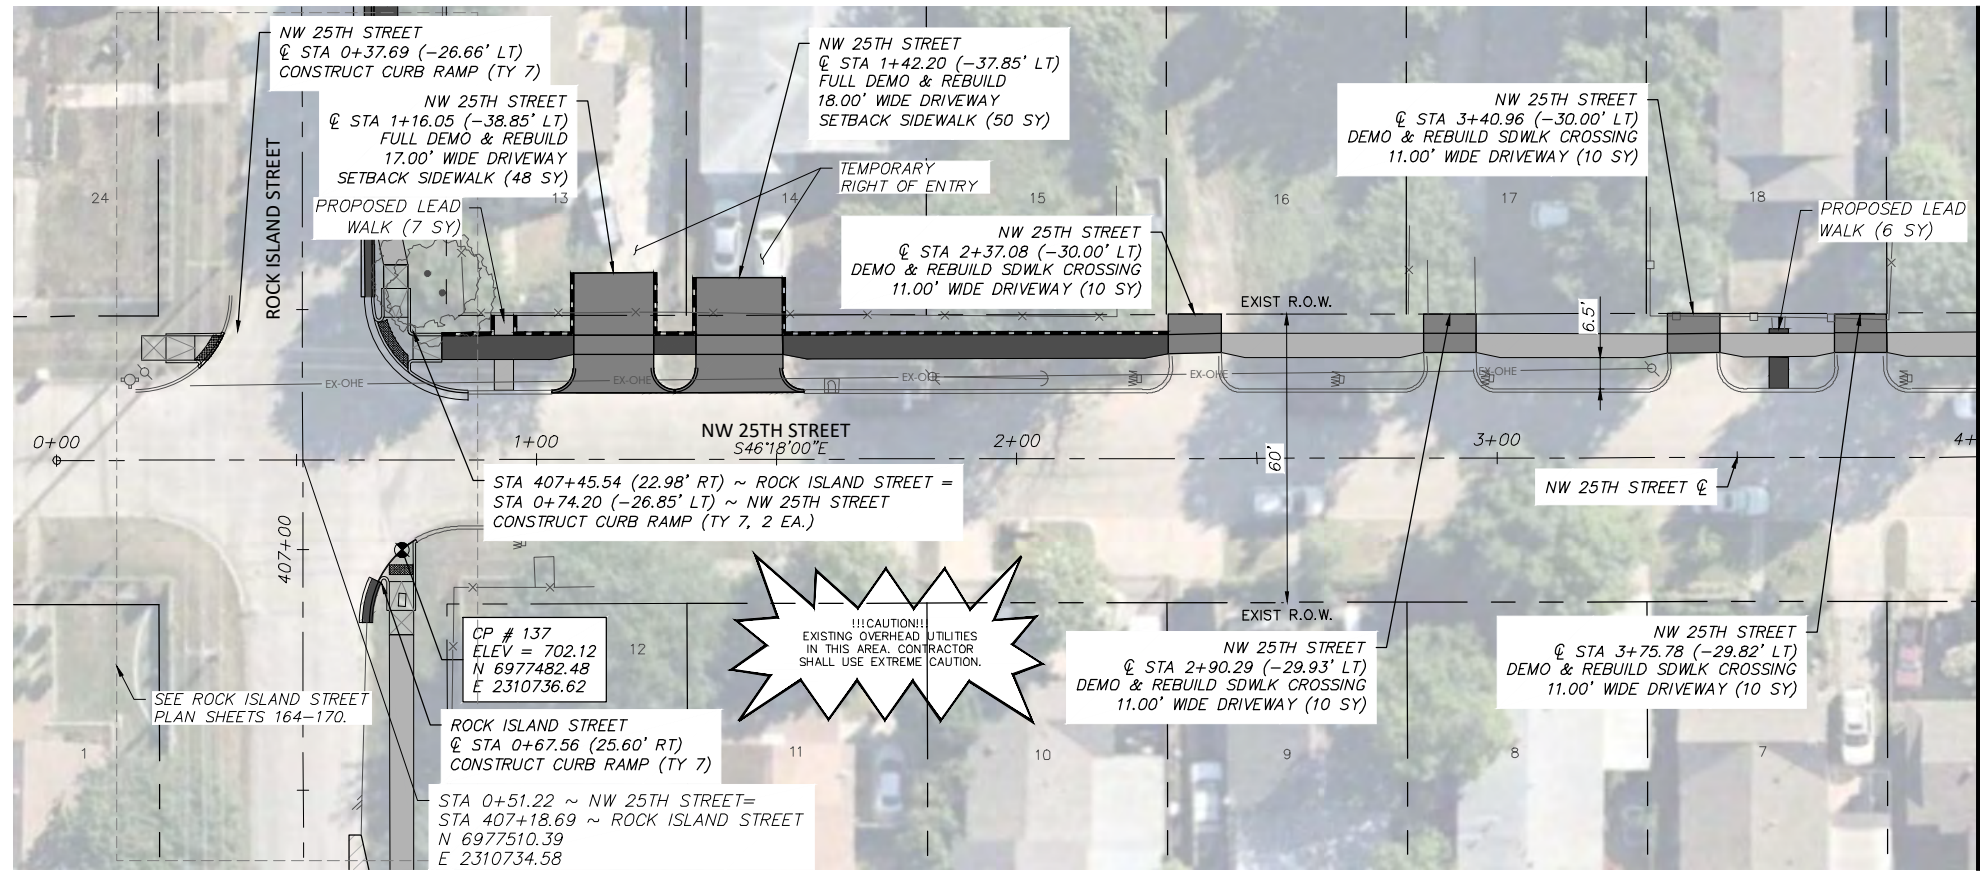 NW 25TH STREET
℄ STA 0+37.69 (-26.66' LT)
CONSTRUCT CURB RAMP (TY 7)
NW 25TH STREET
℄ STA 1+16.05 (-38.85' LT)
FULL DEMO & REBUILD
17.00' WIDE DRIVEWAY
SETBACK SIDEWALK (48 SY)
NW 25TH STREET
℄ STA 1+42.20 (-37.85' LT)
FULL DEMO & REBUILD
18.00' WIDE DRIVEWAY
SETBACK SIDEWALK (50 SY)
NW 25TH STREET
℄ STA 3+40.96 (-30.00' LT)
DEMO & REBUILD SDWLK CROSSING
11.00' WIDE DRIVEWAY (10 SY)
TEMPORARY
RIGHT OF ENTRY
PROPOSED LEAD
WALK (7 SY)
NW 25TH STREET
℄ STA 2+37.08 (-30.00' LT)
DEMO & REBUILD SDWLK CROSSING
11.00' WIDE DRIVEWAY (10 SY)
PROPOSED LEAD
WALK (6 SY)
24
13
14
15
16
17
18
ROCK ISLAND STREET
EXIST R.O.W.
6.5'
EX-OHE
EX-OHE
EX-OHE
EX-OHE
EX-OHE
WM
WM
WM
WM
0+00
1+00
NW 25TH STREET
S46°18'00"E
2+00
3+00
4+
60'
NW 25TH STREET ℄
STA 407+45.54 (22.98' RT) ~ ROCK ISLAND STREET =
STA 0+74.20 (-26.85' LT) ~ NW 25TH STREET
CONSTRUCT CURB RAMP (TY 7, 2 EA.)
407+00
WM
!!!CAUTION!!!
EXISTING OVERHEAD UTILITIES
IN THIS AREA. CONTRACTOR
SHALL USE EXTREME CAUTION.
EXIST R.O.W.
CP # 137
ELEV = 702.12
N 6977482.48
E 2310736.62
12
NW 25TH STREET
℄ STA 2+90.29 (-29.93' LT)
DEMO & REBUILD SDWLK CROSSING
11.00' WIDE DRIVEWAY (10 SY)
NW 25TH STREET
℄ STA 3+75.78 (-29.82' LT)
DEMO & REBUILD SDWLK CROSSING
11.00' WIDE DRIVEWAY (10 SY)
SEE ROCK ISLAND STREET
PLAN SHEETS 164-170.
ROCK ISLAND STREET
℄ STA 0+67.56 (25.60' RT)
CONSTRUCT CURB RAMP (TY 7)
1
11
10
9
8
7
STA 0+51.22 ~ NW 25TH STREET=
STA 407+18.69 ~ ROCK ISLAND STREET
N 6977510.39
E 2310734.58